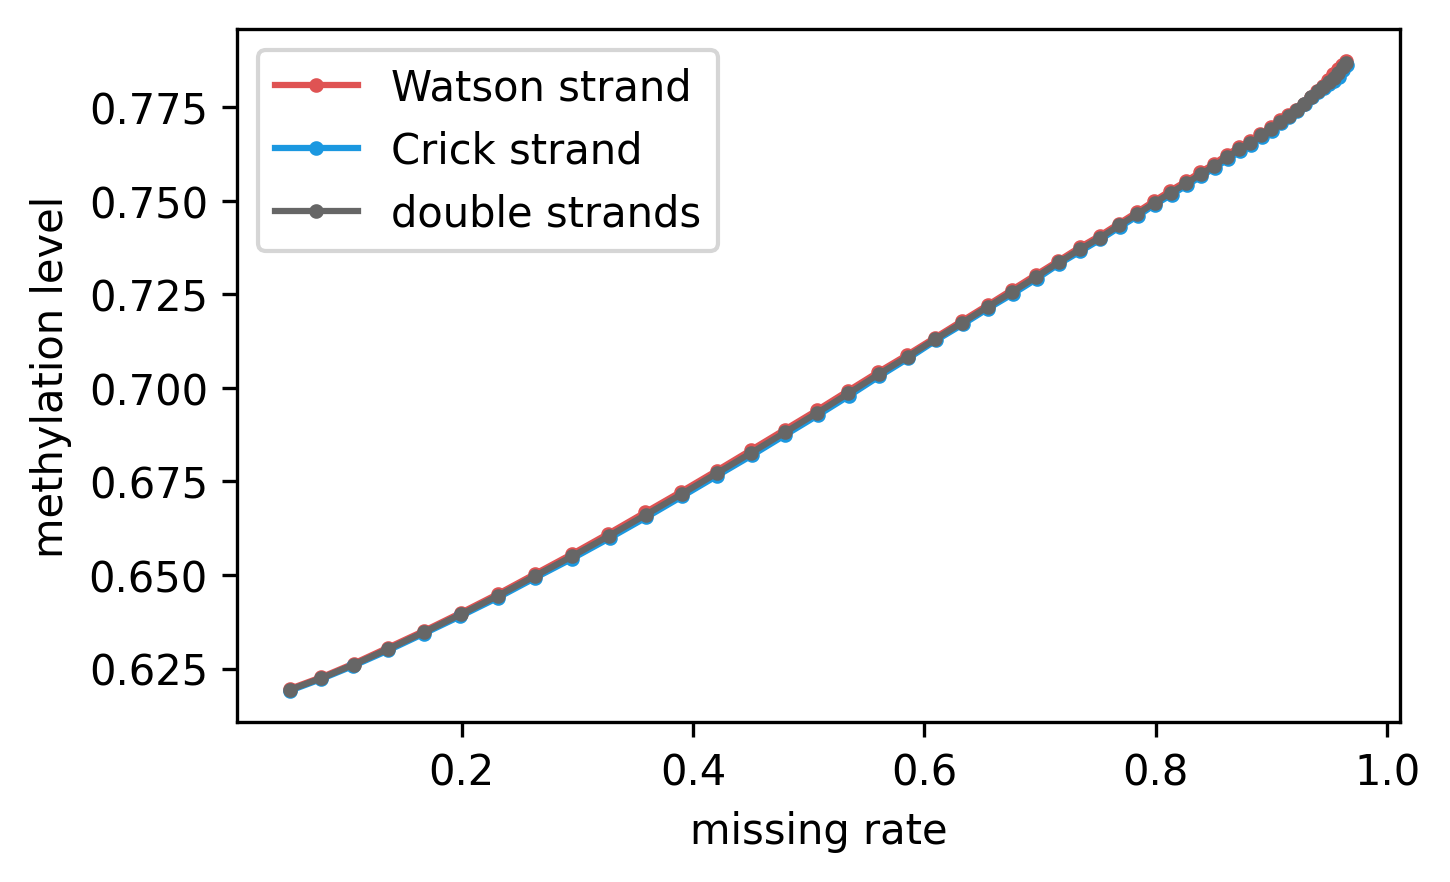 Watson strand
Crick strand
double strands
methylation level
0.775
0.750
0.725
0.700
0.675
0.650
0.625
0.2 0.4 0.6 0.8 1.0
missing rate